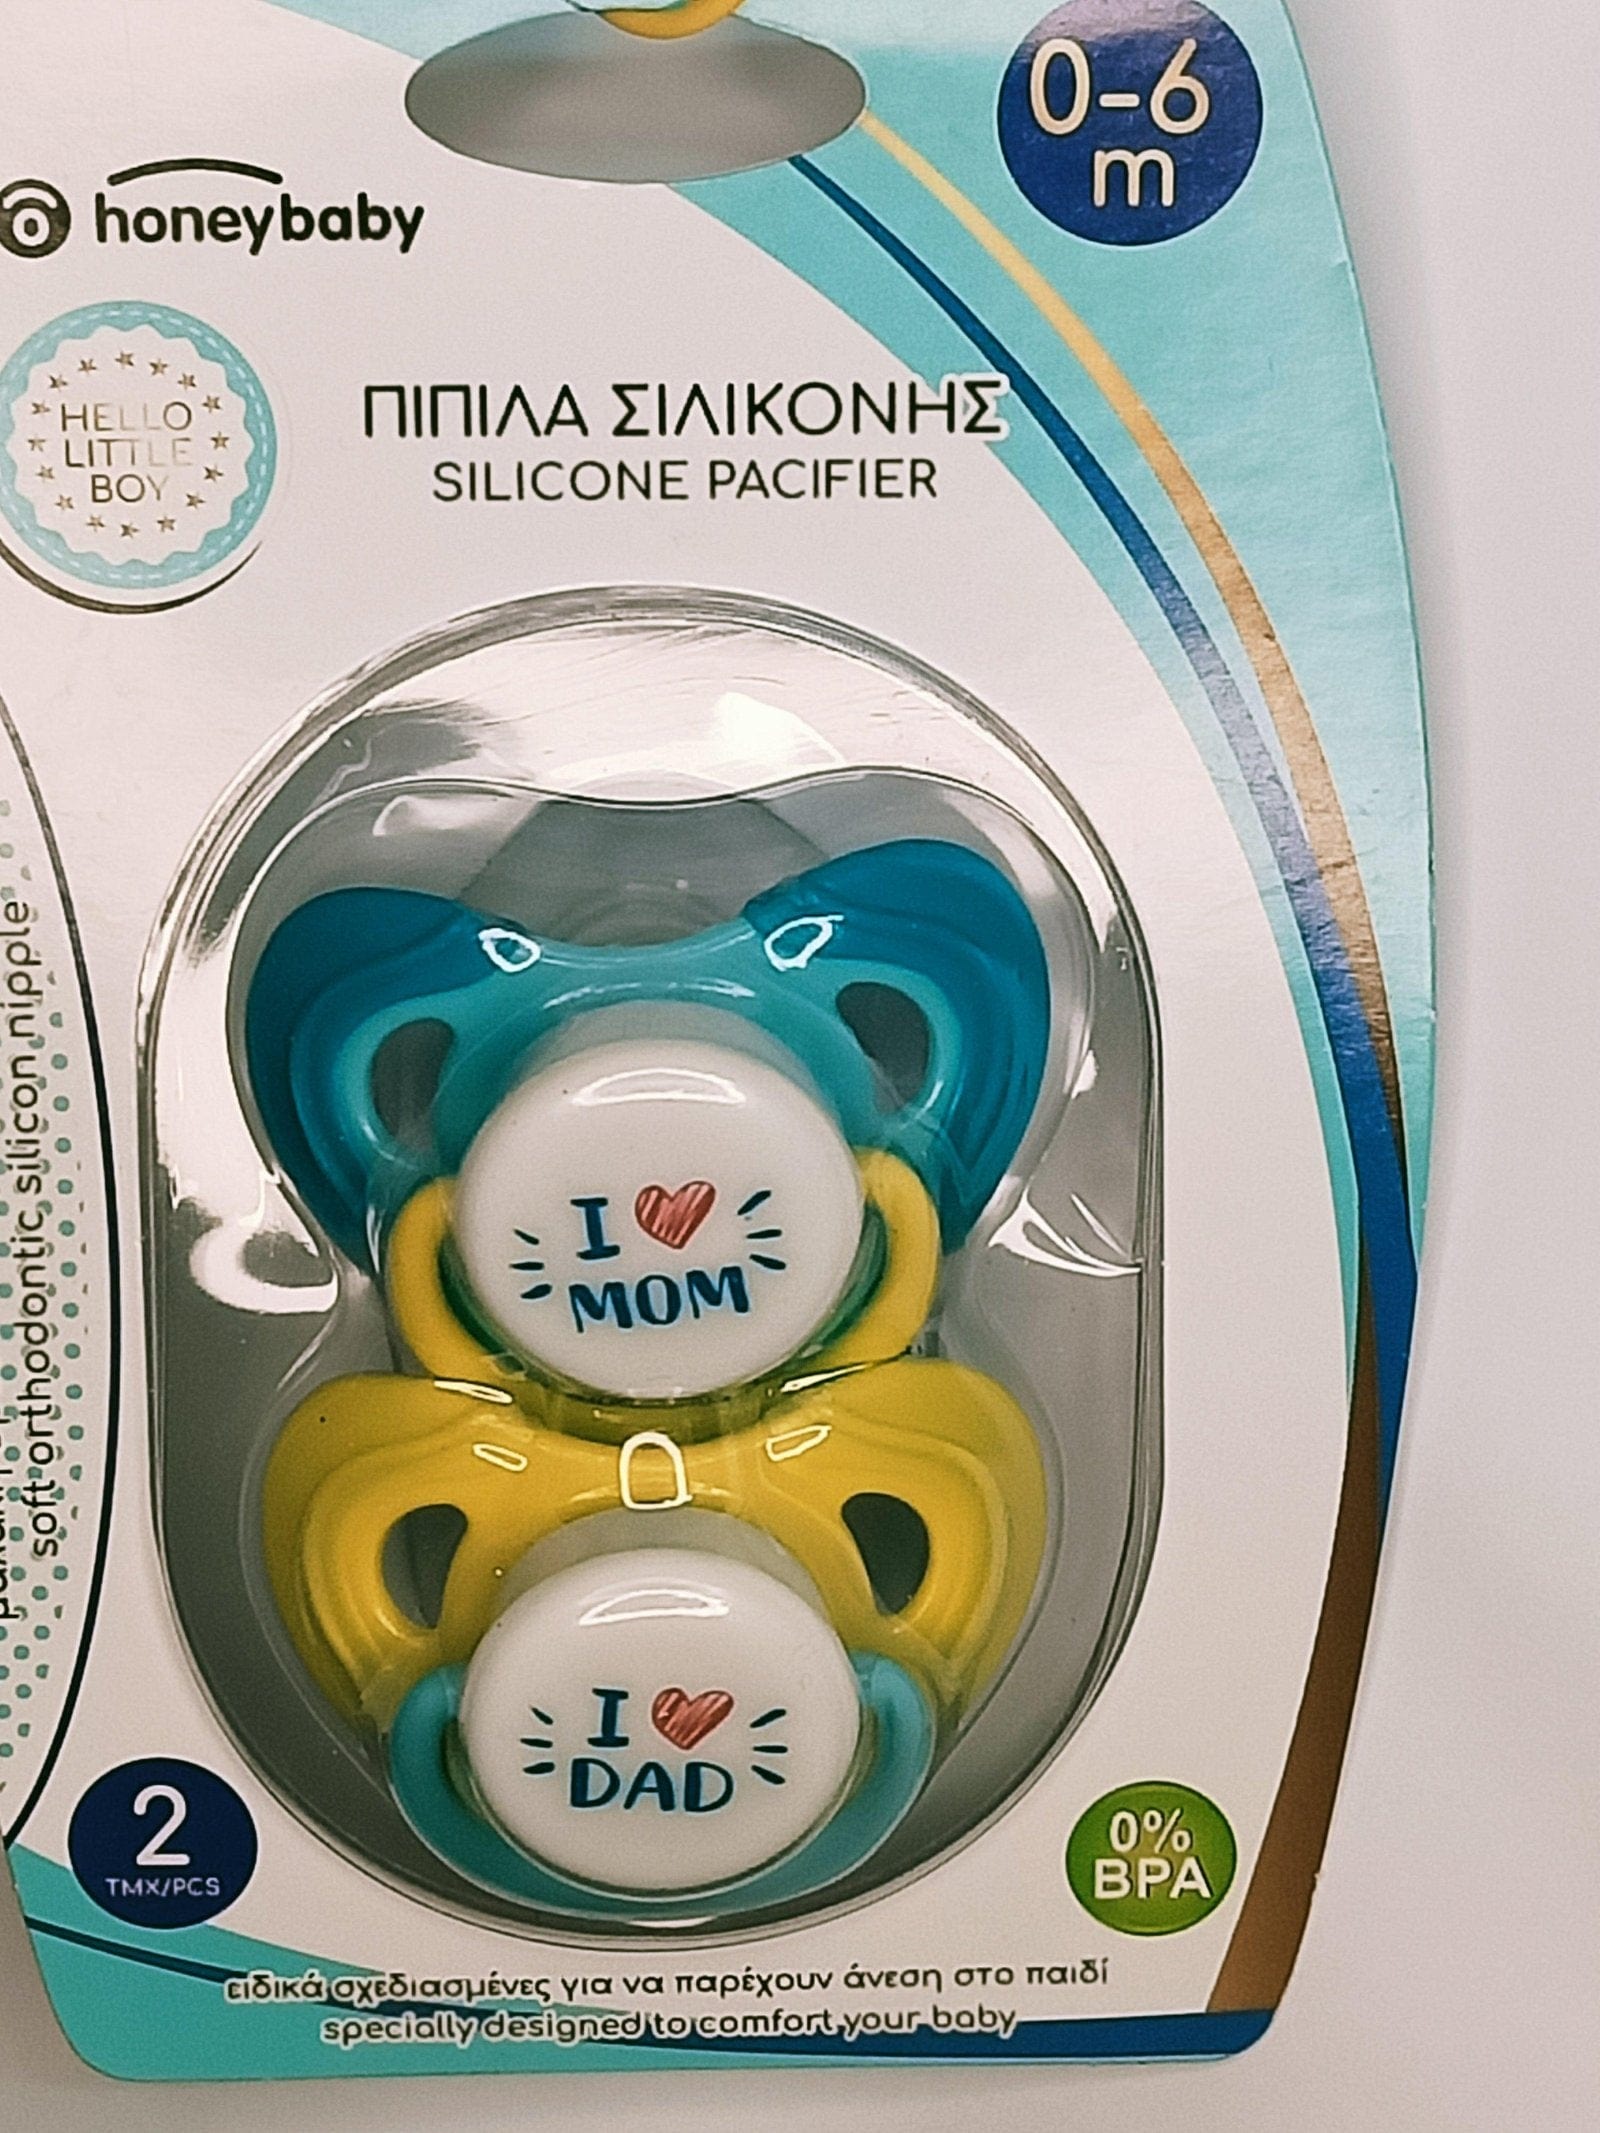 0-6
m
honeybaby
HELLO
LITTLE
BOY
ΠΙΠΙΛΑ ΣΙΛΙΚΟΝΗΣ
SILICONE PACIFIER
soft orthodontic silicon nipple
I
MOM
I
DAD
2
ΤΜΧ/PCS
0%
BPA
ειδικά σχεδιασμένες για να παρέχουν άνεση στο παιδί
specially designed to comfort your baby